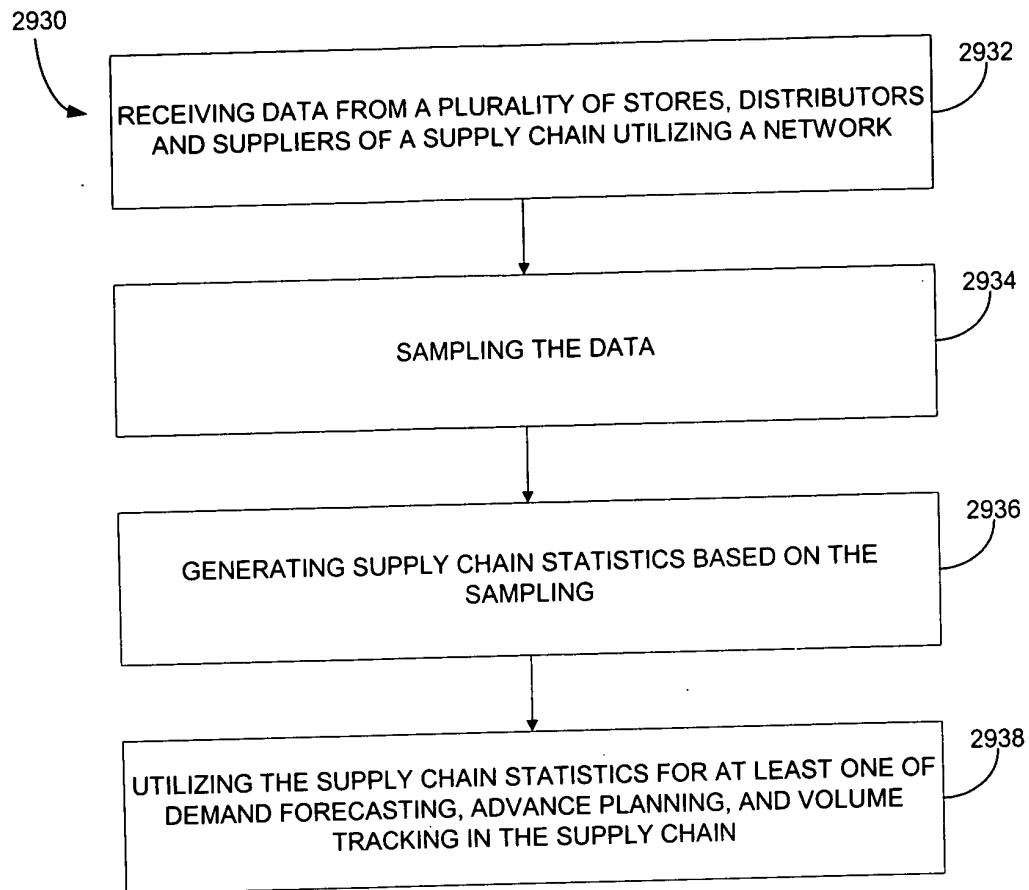 2930
2932
RECEIVING DATA FROM A PLURALITY OF STORES, DISTRIBUTORS
AND SUPPLIERS OF A SUPPLY CHAIN UTILIZING A NETWORK
2934
SAMPLING THE DATA
2936
GENERATING SUPPLY CHAIN STATISTICS BASED ON THE
SAMPLING
2938
UTILIZING THE SUPPLY CHAIN STATISTICS FOR AT LEAST ONE OF
DEMAND FORECASTING, ADVANCE PLANNING, AND VOLUME
TRACKING IN THE SUPPLY CHAIN